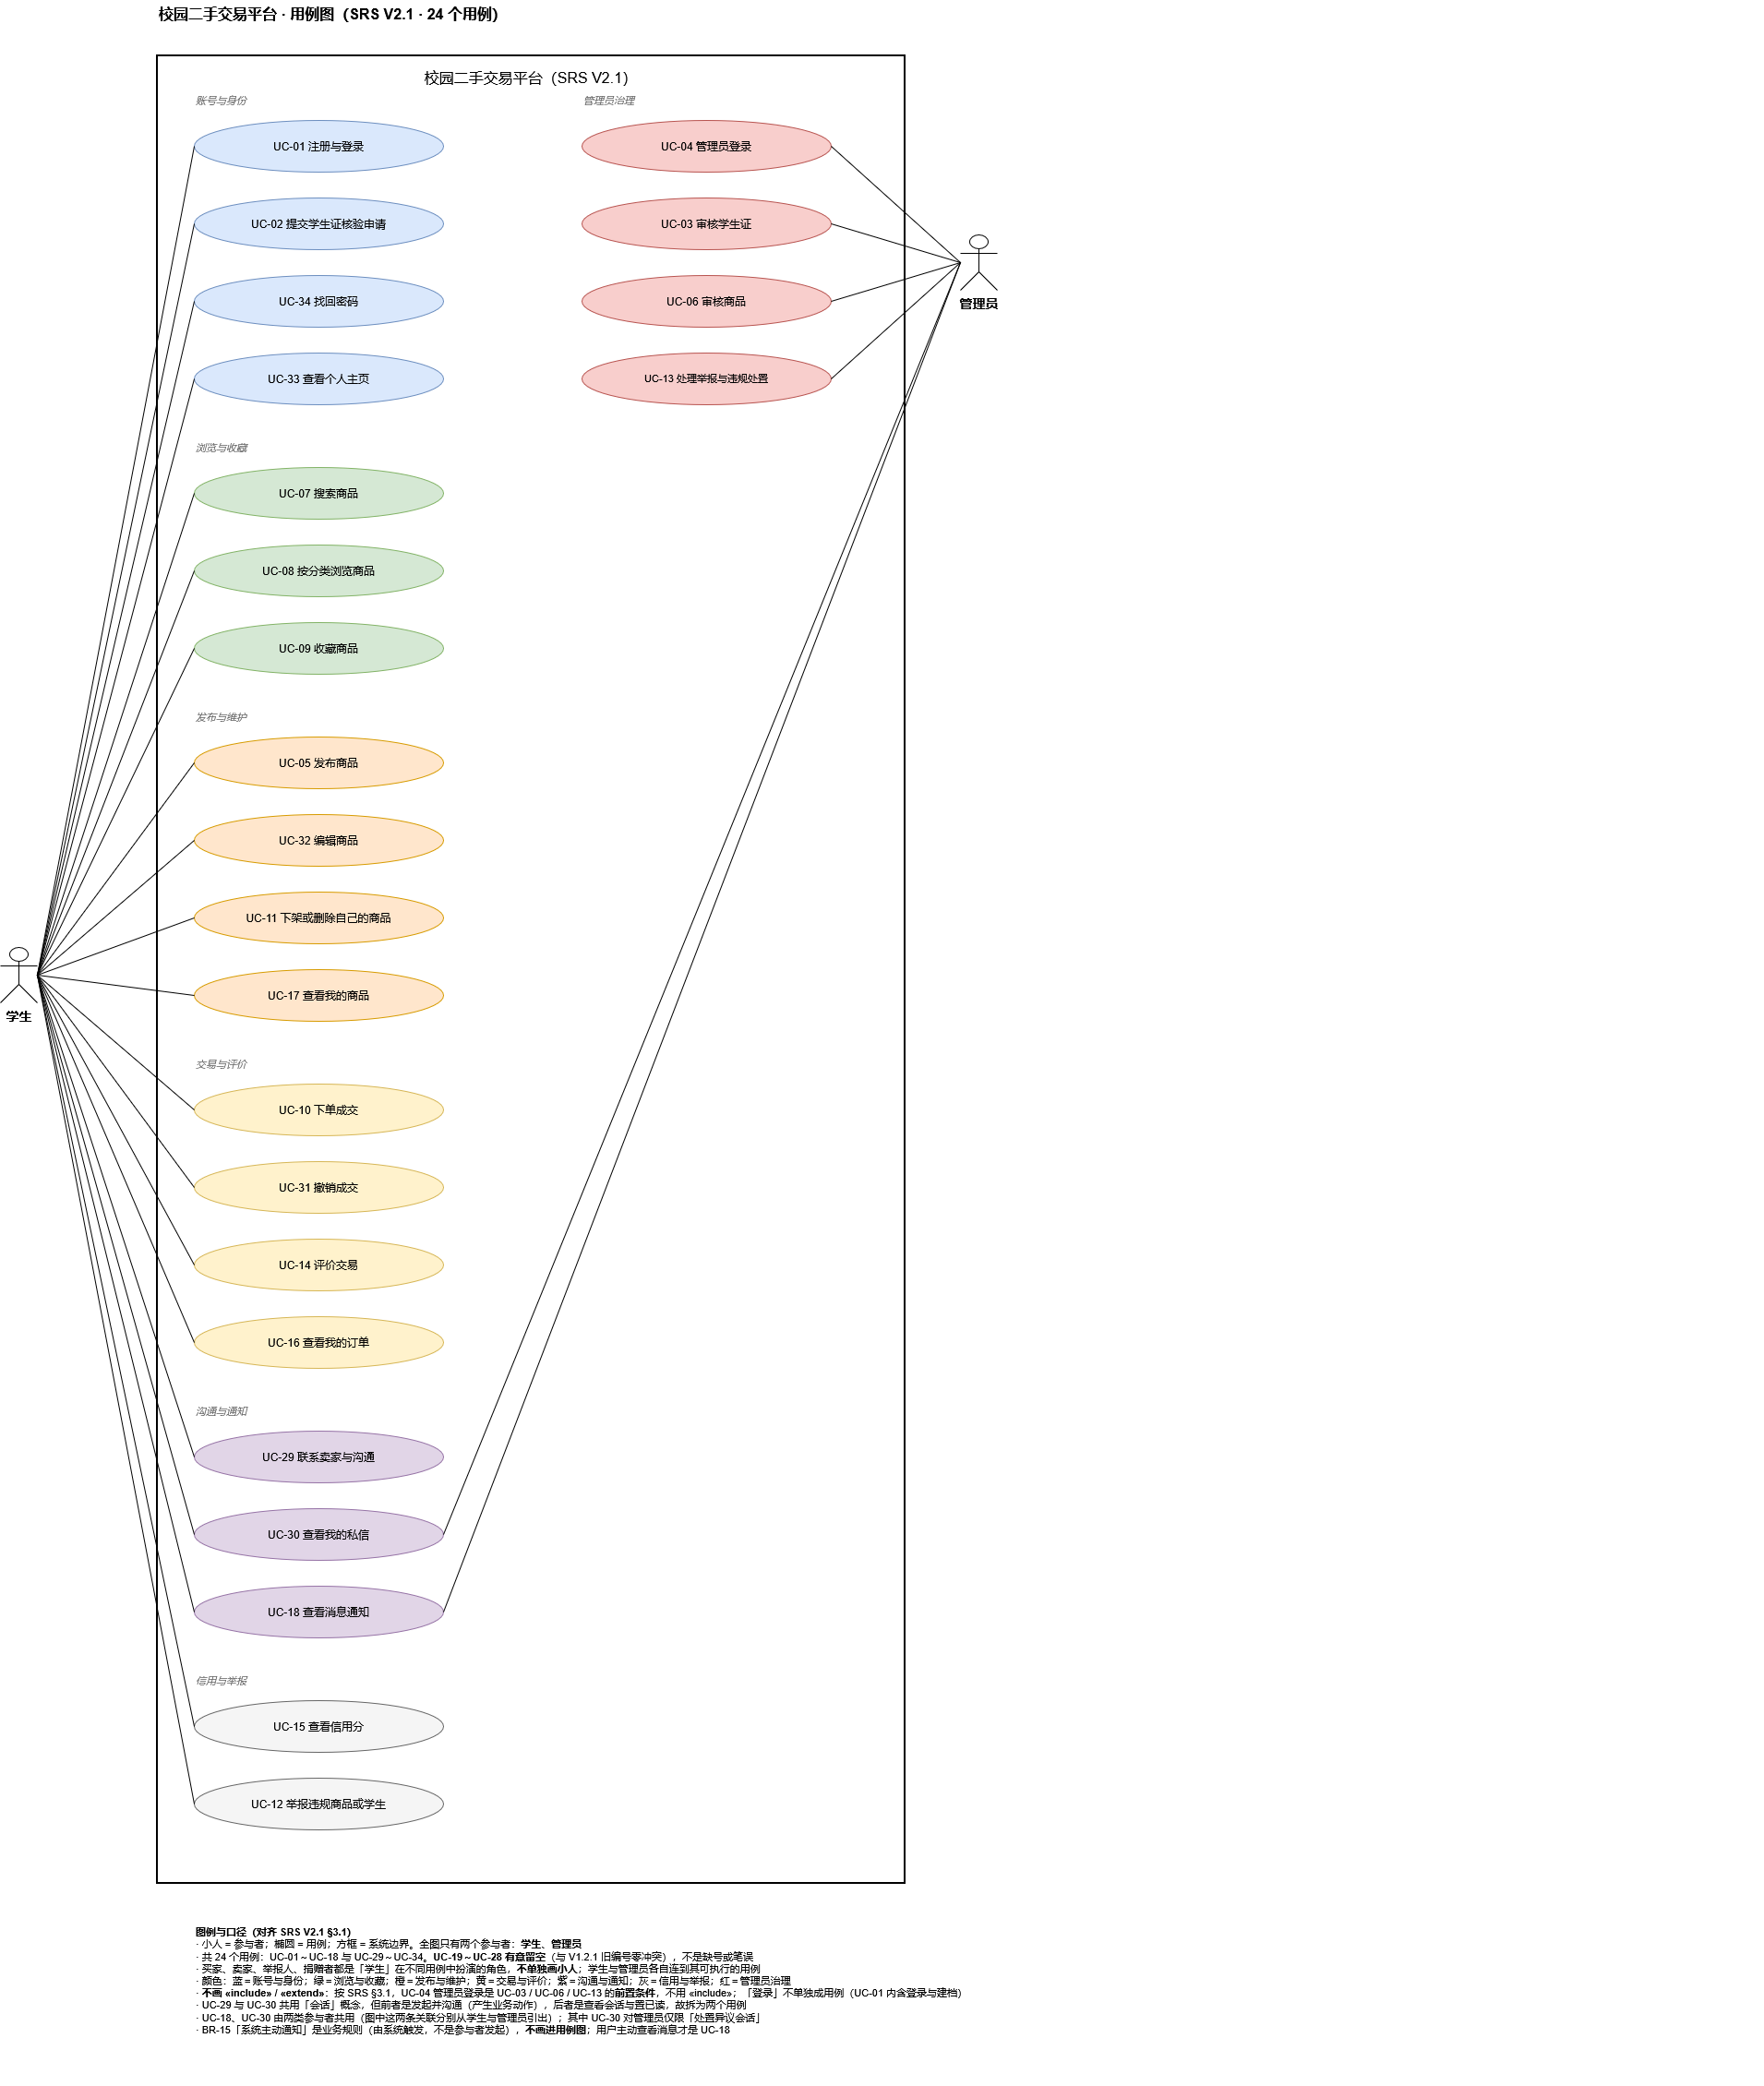 校园二手交易平台 · 用例图（SRS V2.1 · 24 个用例）
校园二手交易平台（SRS V2.1）
账号与身份
管理员治理
UC-01 注册与登录
UC-04 管理员登录
UC-02 提交学生证核验申请
UC-03 审核学生证
UC-34 找回密码
UC-06 审核商品
管理员
UC-33 查看个人主页
UC-13 处理举报与违规处置
浏览与收藏
UC-07 搜索商品
UC-08 按分类浏览商品
UC-09 收藏商品
发布与维护
UC-05 发布商品
UC-32 编辑商品
UC-11 下架或删除自己的商品
UC-17 查看我的商品
学生
交易与评价
UC-10 下单成交
UC-31 撤销成交
UC-14 评价交易
UC-16 查看我的订单
沟通与通知
UC-29 联系卖家与沟通
UC-30 查看我的私信
UC-18 查看消息通知
信用与举报
UC-15 查看信用分
UC-12 举报违规商品或学生
图例与口径（对齐 SRS V2.1 §3.1）
· 小人 = 参与者；椭圆 = 用例；方框 = 系统边界。全图只有两个参与者：学生、管理员
· 共 24 个用例：UC-01～UC-18 与 UC-29～UC-34。UC-19～UC-28 有意留空（与 V1.2.1 旧编号零冲突），不是缺号或笔误
· 买家、卖家、举报人、捐赠者都是「学生」在不同用例中扮演的角色，不单独画小人；学生与管理员各自连到其可执行的用例
· 颜色：蓝＝账号与身份；绿＝浏览与收藏；橙＝发布与维护；黄＝交易与评价；紫＝沟通与通知；灰＝信用与举报；红＝管理员治理
· 不画 «include» / «extend»：按 SRS §3.1，UC-04 管理员登录是 UC-03 / UC-06 / UC-13 的前置条件，不用 «include»；「登录」不单独成用例（UC-01 内含登录与建档）
· UC-29 与 UC-30 共用「会话」概念，但前者是发起并沟通（产生业务动作），后者是查看会话与置已读，故拆为两个用例
· UC-18、UC-30 由两类参与者共用（图中这两条关联分别从学生与管理员引出）；其中 UC-30 对管理员仅限「处置异议会话」
· BR-15「系统主动通知」是业务规则（由系统触发，不是参与者发起），不画进用例图；用户主动查看消息才是 UC-18